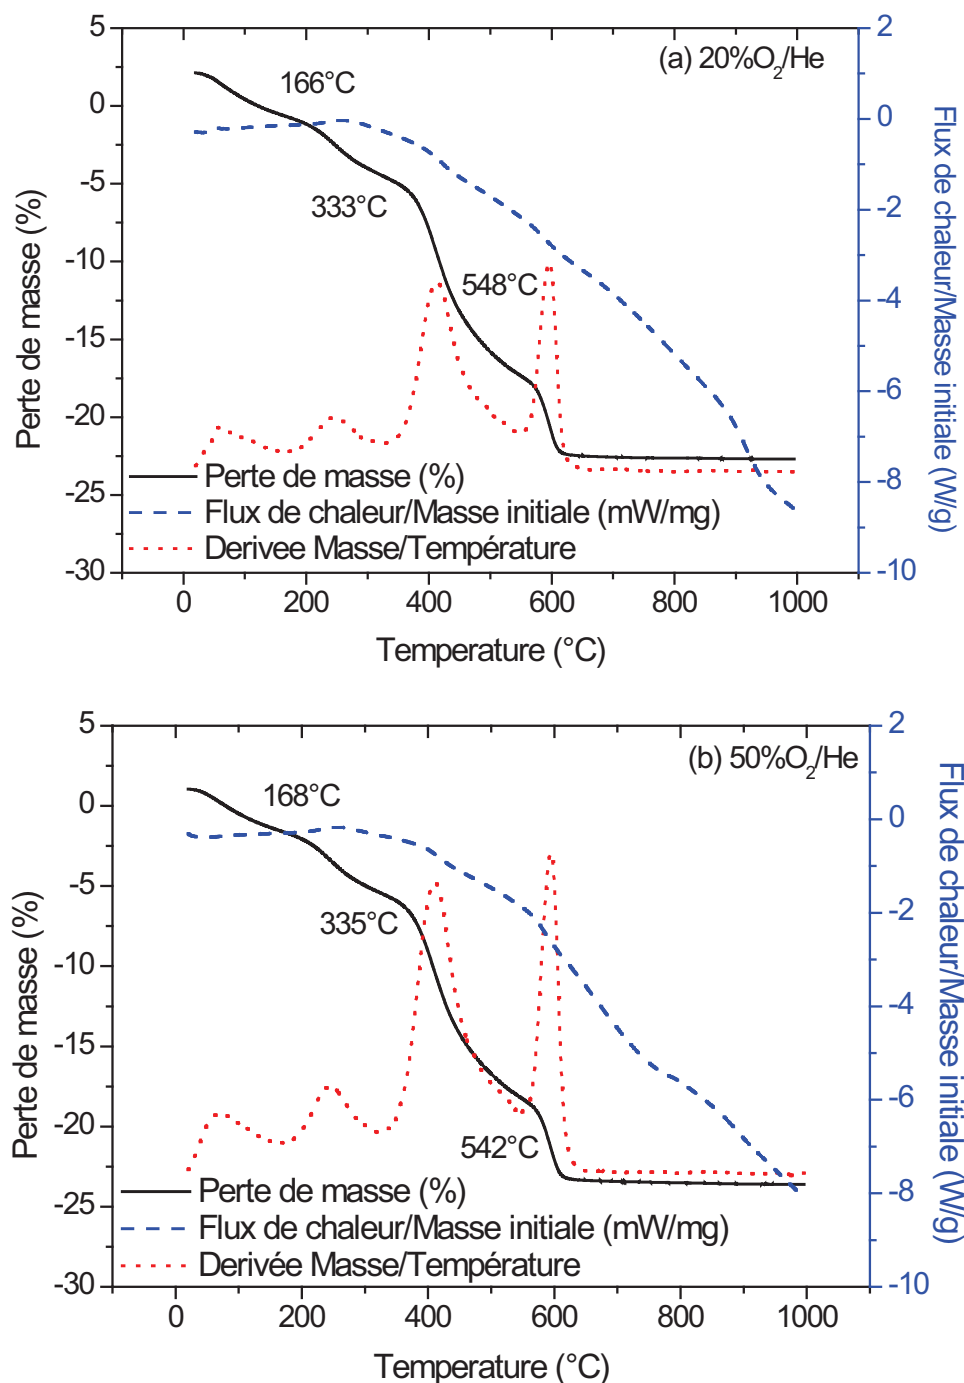 (a) 20%O2/He
5
0
-5
-10
-15
-20
-25
-30
Perte de masse (%)
2
0
-2
-4
-6
-8
-10
Flux de chaleur/Masse initiale (W/g)
166°C
333°C
548°C
Perte de masse (%)
Flux de chaleur/Masse initiale (mW/mg)
Derivee Masse/Température
0 200 400 600 800 1000
Temperature (°C)
(b) 50%O2/He
5
0
-5
-10
-15
-20
-25
-30
Perte de masse (%)
2
0
-2
-4
-6
-8
-10
Flux de chaleur/Masse initiale (W/g)
168°C
335°C
542°C
Perte de masse (%)
Flux de chaleur/Masse initiale (mW/mg)
Derivée Masse/Température
0 200 400 600 800 1000
Temperature (°C)